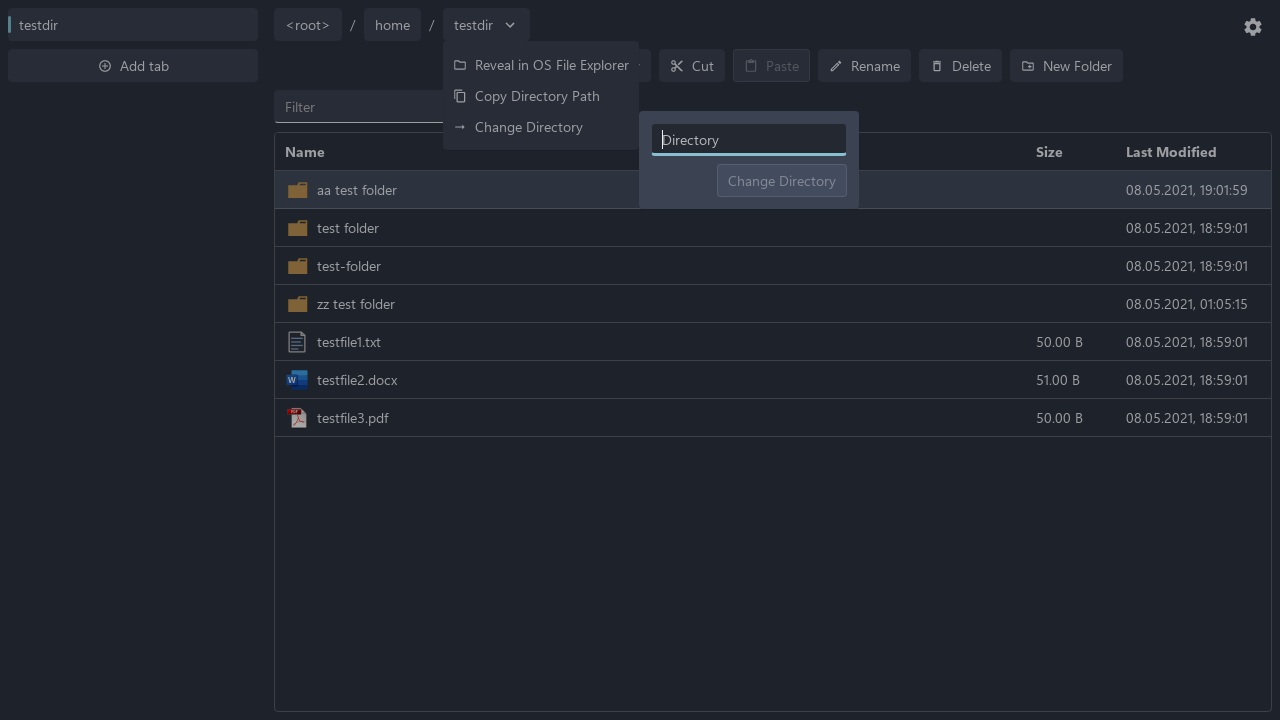 testdir
<root> / home / testdir
Add tab
Reveal in OS File Explorer
Copy Directory Path
Change Directory
Cut
Paste
Rename
Delete
New Folder
Filter
Directory
Change Directory
Name Size Last Modified
aa test folder 08.05.2021, 19:01:59
test folder 08.05.2021, 18:59:01
test-folder 08.05.2021, 18:59:01
zz test folder 08.05.2021, 01:05:15
testfile1.txt 50.00 B 08.05.2021, 18:59:01
testfile2.docx 51.00 B 08.05.2021, 18:59:01
testfile3.pdf 50.00 B 08.05.2021, 18:59:01